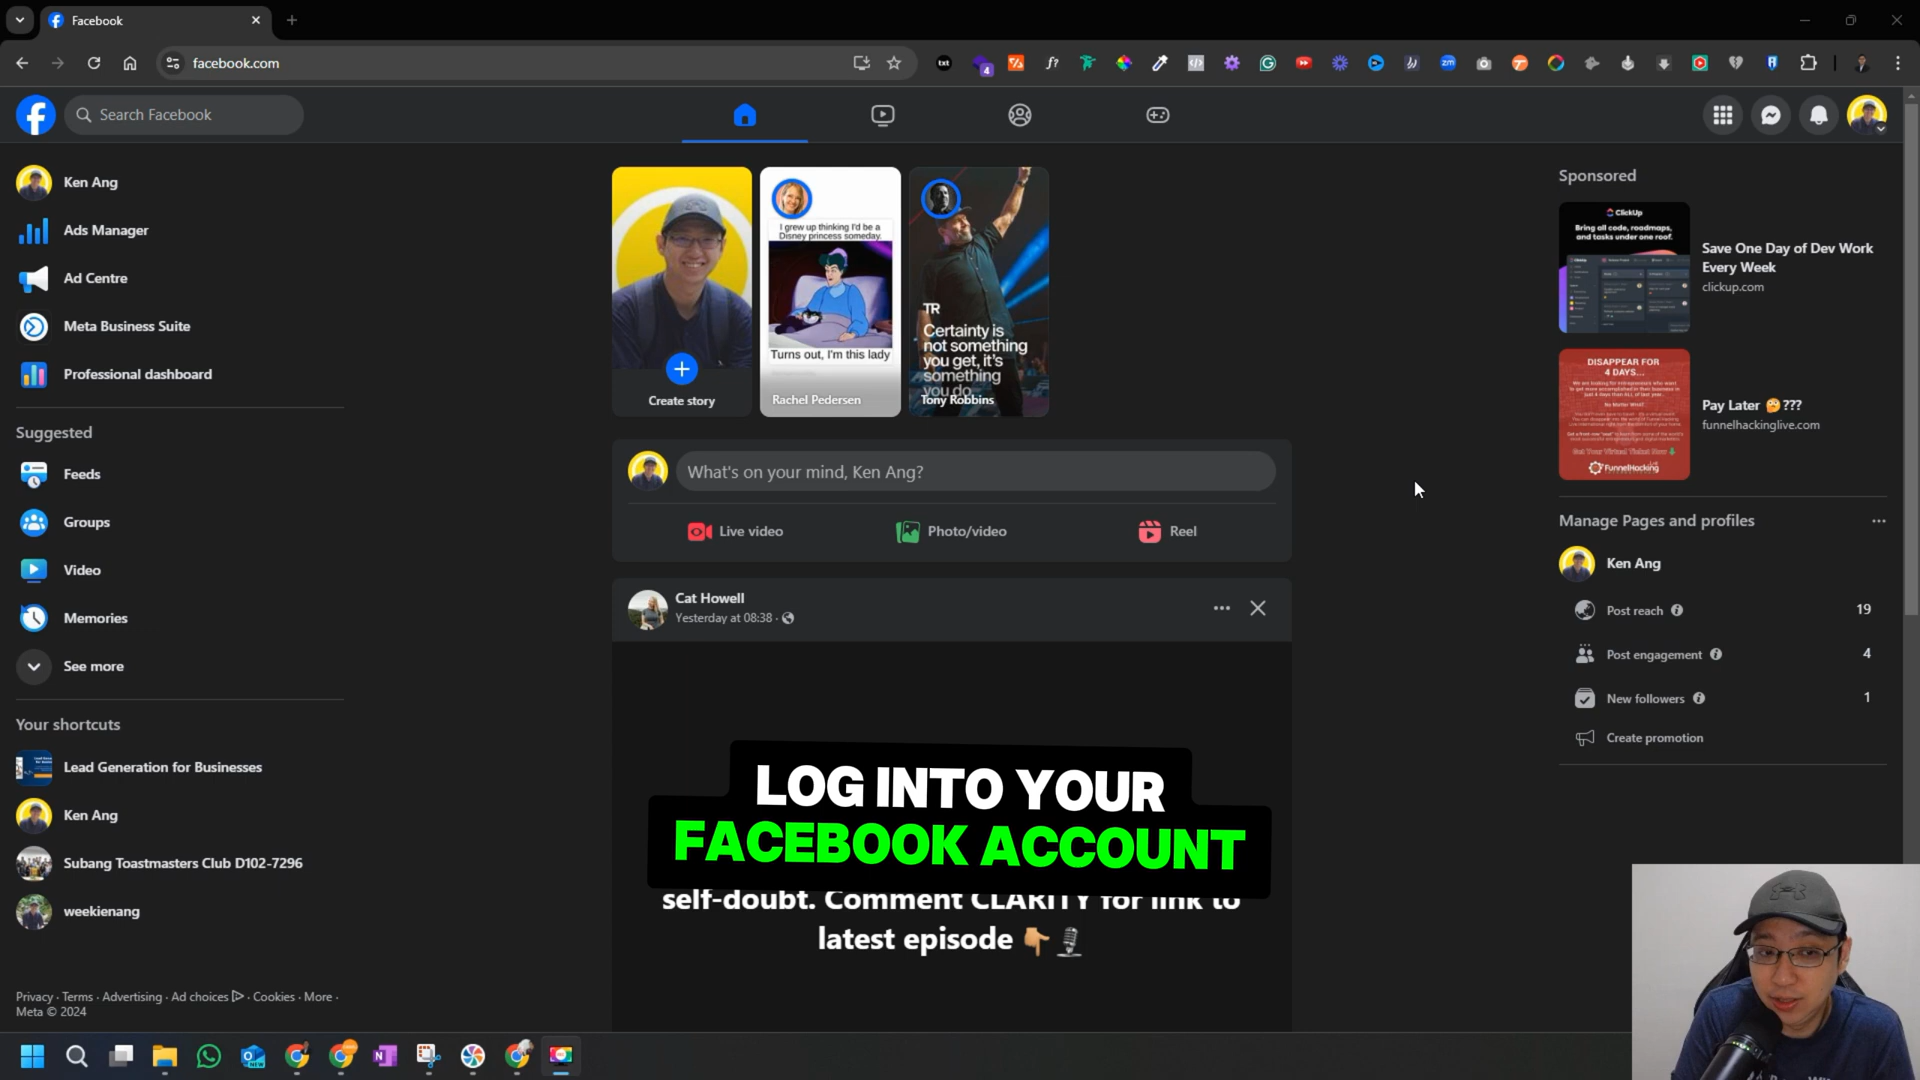 Facebook
facebook.com
txt
4
f?
zm
Search Facebook
Ken Ang
Ads Manager
Ad Centre
Meta Business Suite
Professional dashboard
Suggested
Feeds
Groups
Video
Memories
See more
Your shortcuts
Lead Generation for Businesses
Ken Ang
Subang Toastmasters Club D102-7296
weekienang
Privacy · Terms · Advertising · Ad choices · Cookies · More ·
Meta © 2024
Create story
I grew up thinking I'd be a
Disney princess someday.
Turns out, I'm this lady
Rachel Pedersen
TR
Certainty is
not something
you get, it's
something
you do.
Tony Robbins
What's on your mind, Ken Ang?
Live video
Photo/video
Reel
Cat Howell
Yesterday at 08:38 ·
LOG INTO YOUR
FACEBOOK ACCOUNT
self-doubt. Comment CLARITY for link to
latest episode 👇🏼🎙️
Sponsored
ClickUp
Bring all code, roadmaps,
and tasks under one roof.
Save One Day of Dev Work
Every Week
clickup.com
DISAPPEAR FOR
4 DAYS...
FunnelHacking
Pay Later 🤔???
funnelhackinglive.com
Manage Pages and profiles
Ken Ang
Post reach 19
Post engagement 4
New followers 1
Create promotion